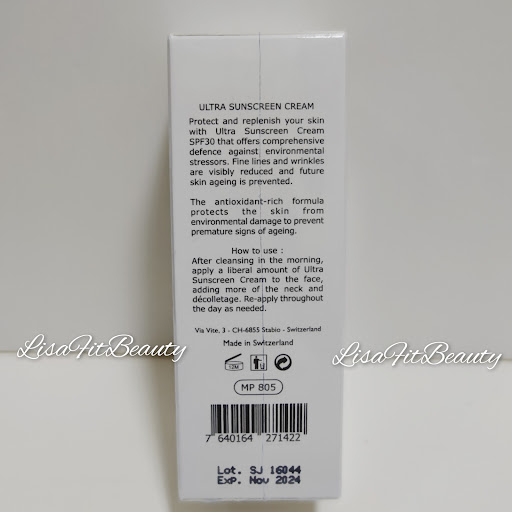 ULTRA SUNSCREEN CREAM
Protect and replenish your skin
with Ultra Sunscreen Cream
SPF30 that offers comprehensive
defence against environmental
stressors. Fine lines and wrinkles
are visibly reduced and future
skin ageing is prevented.
The antioxidant-rich formula
protects the skin from
environmental damage to prevent
premature signs of ageing.
How to use :
After cleansing in the morning,
apply a liberal amount of Ultra
Sunscreen Cream to the face,
adding more of the neck and
décolletage. Re-apply throughout
the day as needed.
Via Vite, 3 - CH-6855 Stabio - Switzerland
Made in Switzerland
LisaFitBeauty
LisaFitBeauty
12M
MP 805
7 640164 271422
Lot. SJ 16044
Exp. Nov 2024